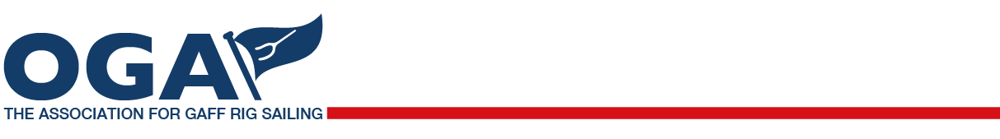 OGA
THE ASSOCIATION FOR GAFF RIG SAILING